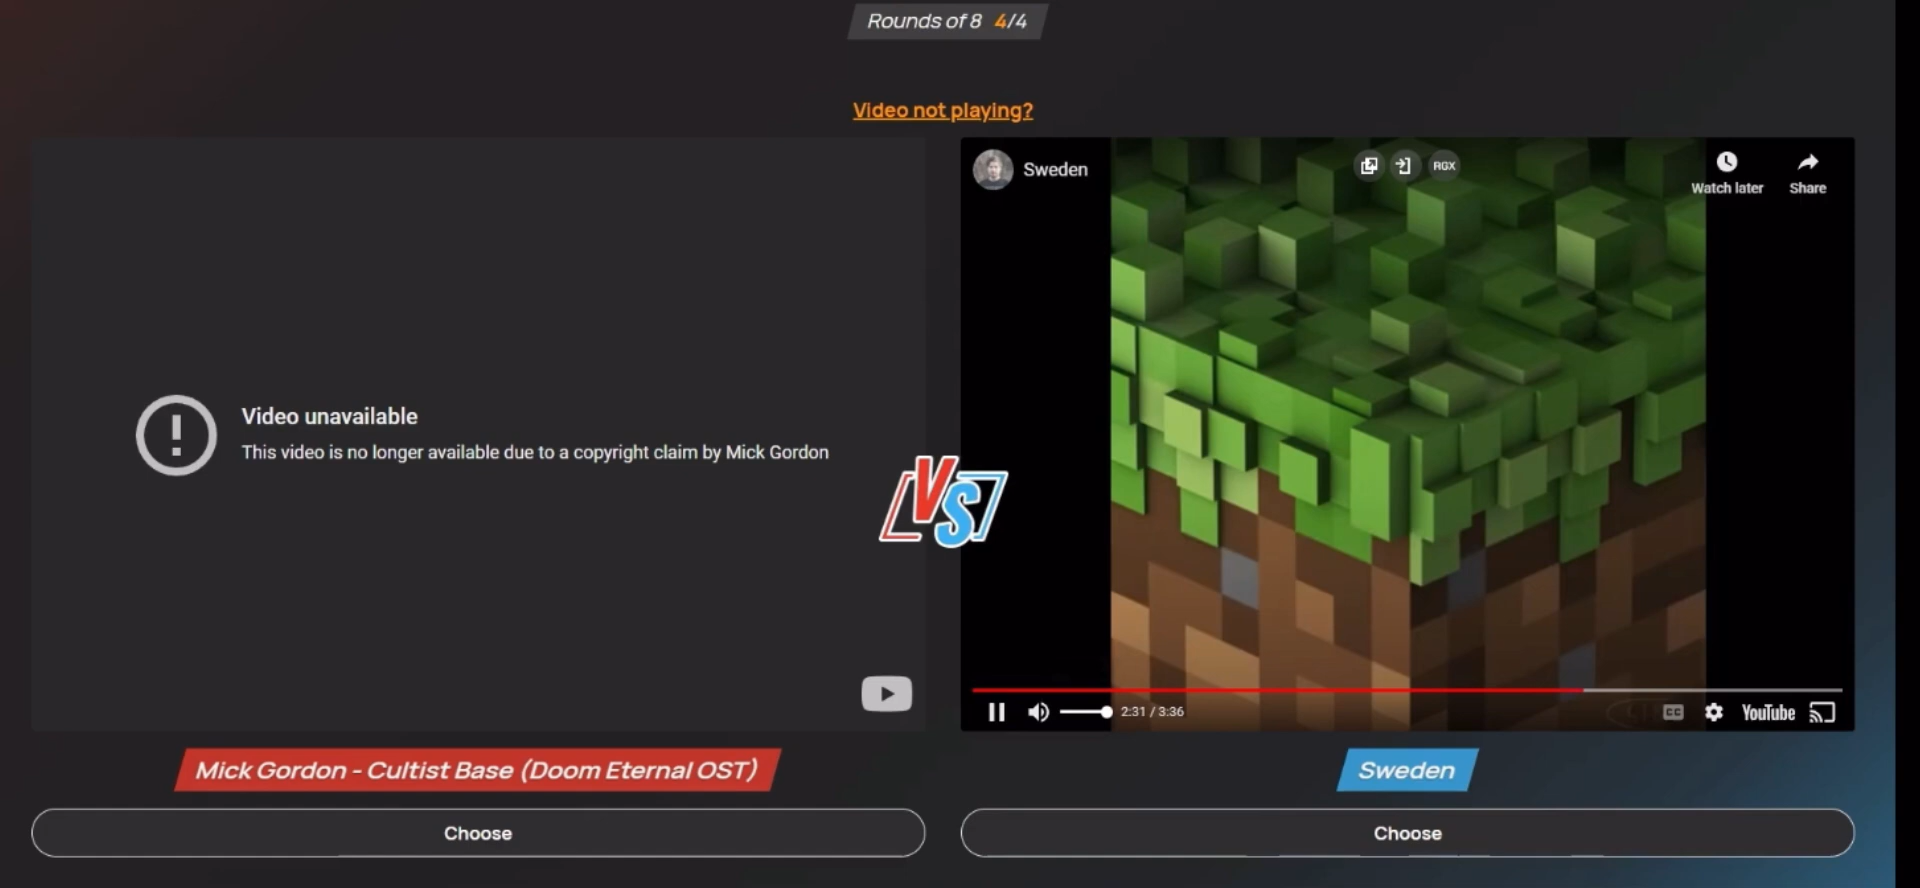 Rounds of 8 4/4
Video not playing?
Sweden
RGX
Watch later
Share
Video unavailable
This video is no longer available due to a copyright claim by Mick Gordon
VS
2:31 / 3:36
CC
YouTube
Mick Gordon - Cultist Base (Doom Eternal OST)
Sweden
Choose
Choose